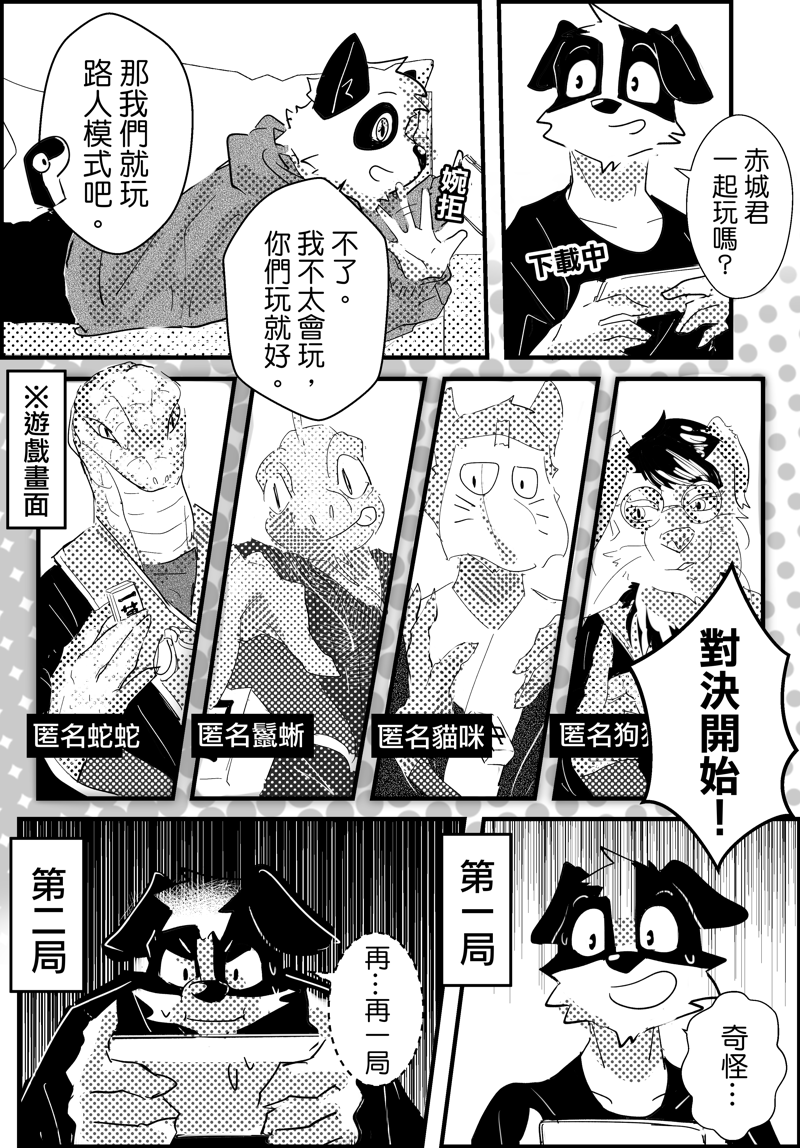 赤城君
一起玩嗎？
下載中
婉拒
不了。
我不太會玩，
你們玩就好。
那我們就玩
路人模式吧。
※遊戲畫面
匿名蛇蛇
匿名鬣蜥
匿名貓咪
匿名狗
對決開始！
第一局
奇怪…
第二局
再…再一局